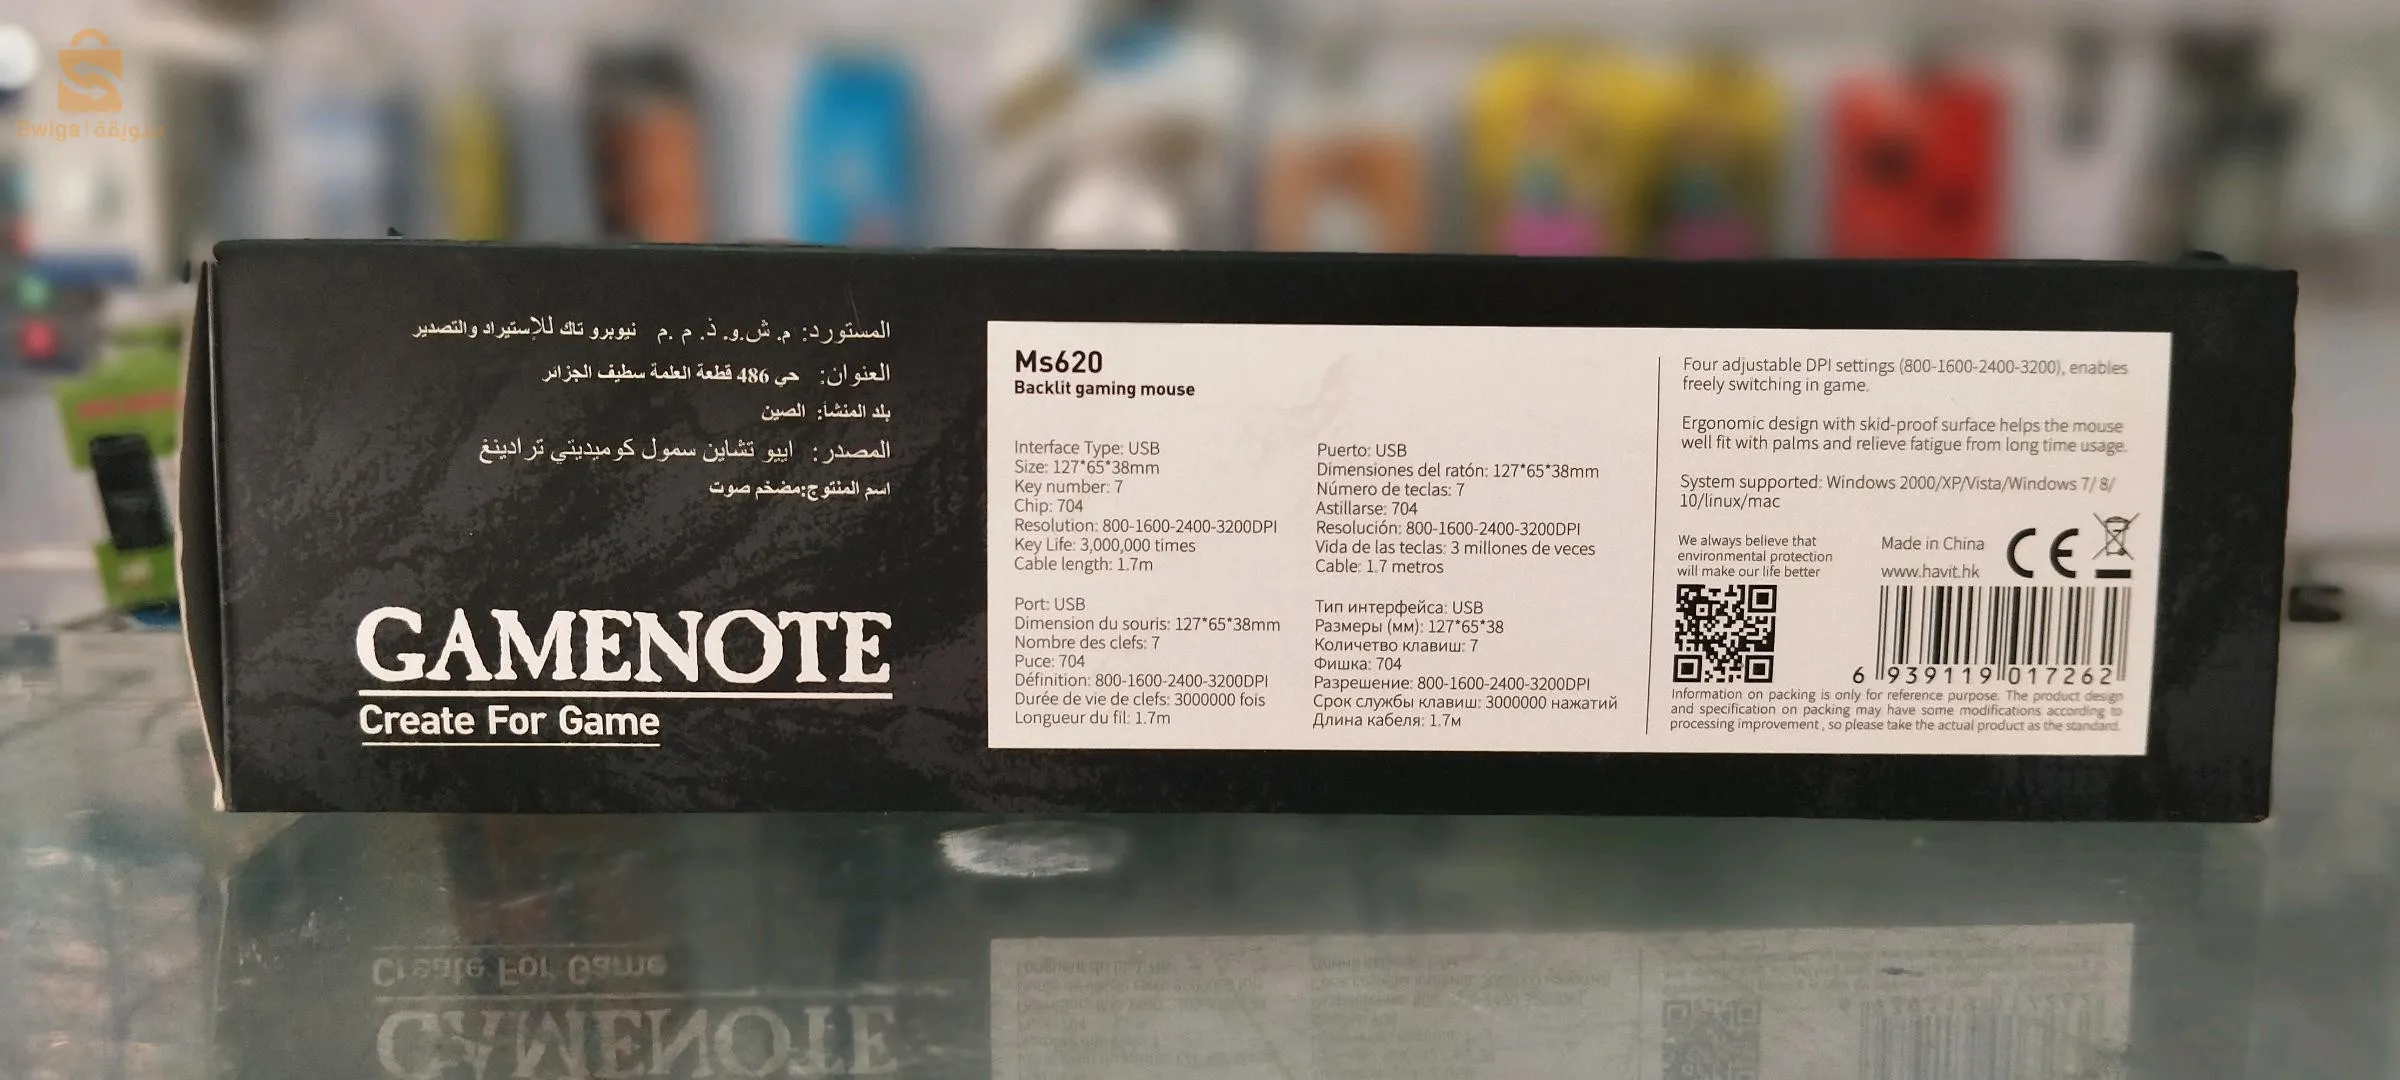 Swiga | سويقة
المستورد: م. ش.و. ذ. م. م. نيوبرو تاك للإستيراد والتصدير
العنوان: حي 486 قطعة العلمة سطيف الجزائر
بلد المنشأ: الصين
المصدر: اييو تشاين سمول كوميديتي ترادينغ
اسم المنتوج:مضخم صوت
GAMENOTE
Create For Game
Ms620
Backlit gaming mouse
Interface Type: USB
Size: 127*65*38mm
Key number: 7
Chip: 704
Resolution: 800-1600-2400-3200DPI
Key Life: 3,000,000 times
Cable length: 1.7m
Puerto: USB
Dimensiones del ratón: 127*65*38mm
Número de teclas: 7
Astillarse: 704
Resolución: 800-1600-2400-3200DPI
Vida de las teclas: 3 millones de veces
Cable: 1.7 metros
Port: USB
Dimension du souris: 127*65*38mm
Nombre des clefs: 7
Puce: 704
Définition: 800-1600-2400-3200DPI
Durée de vie de clefs: 3000000 fois
Longueur du fil: 1.7m
Тип интерфейса: USB
Размеры (мм): 127*65*38
Количетво клавиш: 7
Фишка: 704
Разрешение: 800-1600-2400-3200DPI
Срок службы клавиш: 3000000 нажатий
Длина кабеля: 1.7м
Four adjustable DPI settings (800-1600-2400-3200), enables
freely switching in game.
Ergonomic design with skid-proof surface helps the mouse
well fit with palms and relieve fatigue from long time usage.
System supported: Windows 2000/XP/Vista/Windows 7/ 8/
10/linux/mac
We always believe that
environmental protection
will make our life better
Made in China
www.havit.hk
CE
6 939119 017262
Information on packing is only for reference purpose. The product design
and specification on packing may have some modifications according to
processing improvement , so please take the actual product as the standard.